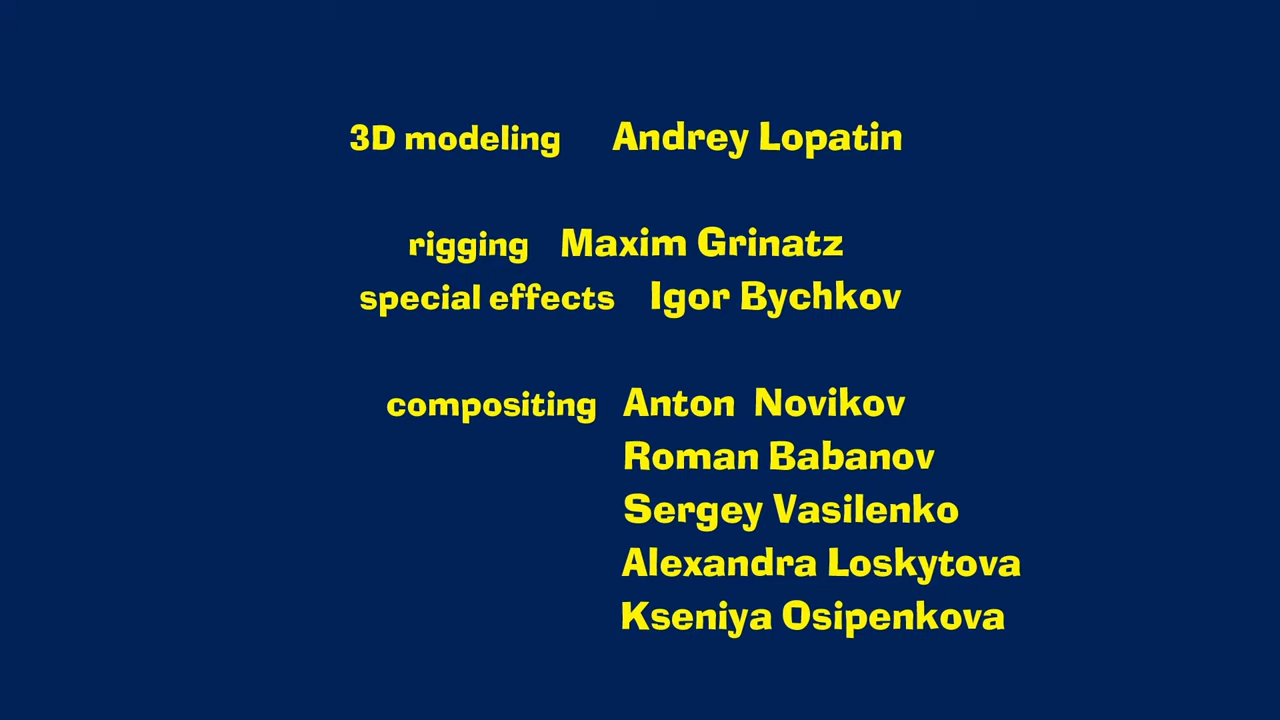 3D modeling Andrey Lopatin
rigging Maxim Grinatz
special effects Igor Bychkov
compositing Anton Novikov
Roman Babanov
Sergey Vasilenko
Alexandra Loskytova
Kseniya Osipenkova